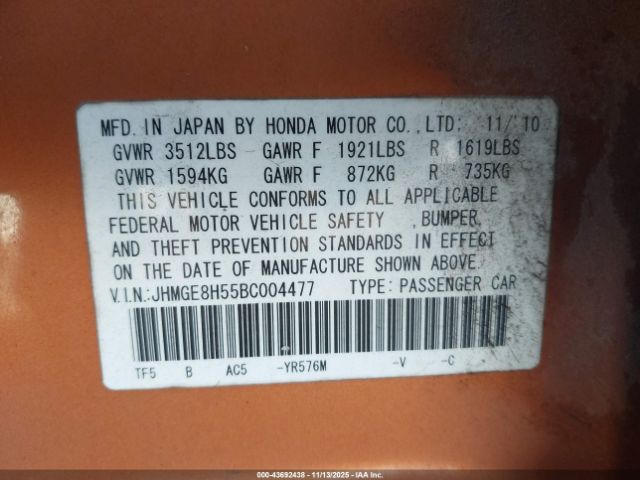 MFD. IN JAPAN BY HONDA MOTOR CO.,LTD: 11/'10
GVWR 3512LBS GAWR F 1921LBS R 1619LBS
GVWR 1594KG GAWR F 872KG R 735KG
THIS VEHICLE CONFORMS TO ALL APPLICABLE
FEDERAL MOTOR VEHICLE SAFETY ,BUMPER,
AND THEFT PREVENTION STANDARDS IN EFFECT
ON THE DATE OF MANUFACTURE SHOWN ABOVE.
V.I.N:JHMGE8H55BC004477 TYPE: PASSENGER CAR
TF5 B AC5 -YR576M -V -C
000-43692438 - 11/13/2025 - IAA Inc.